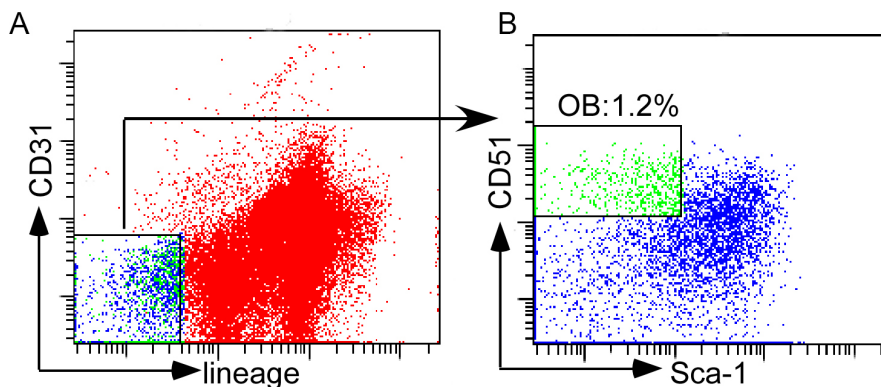 A
B
CD31
lineage
OB:1.2%
CD51
Sca-1